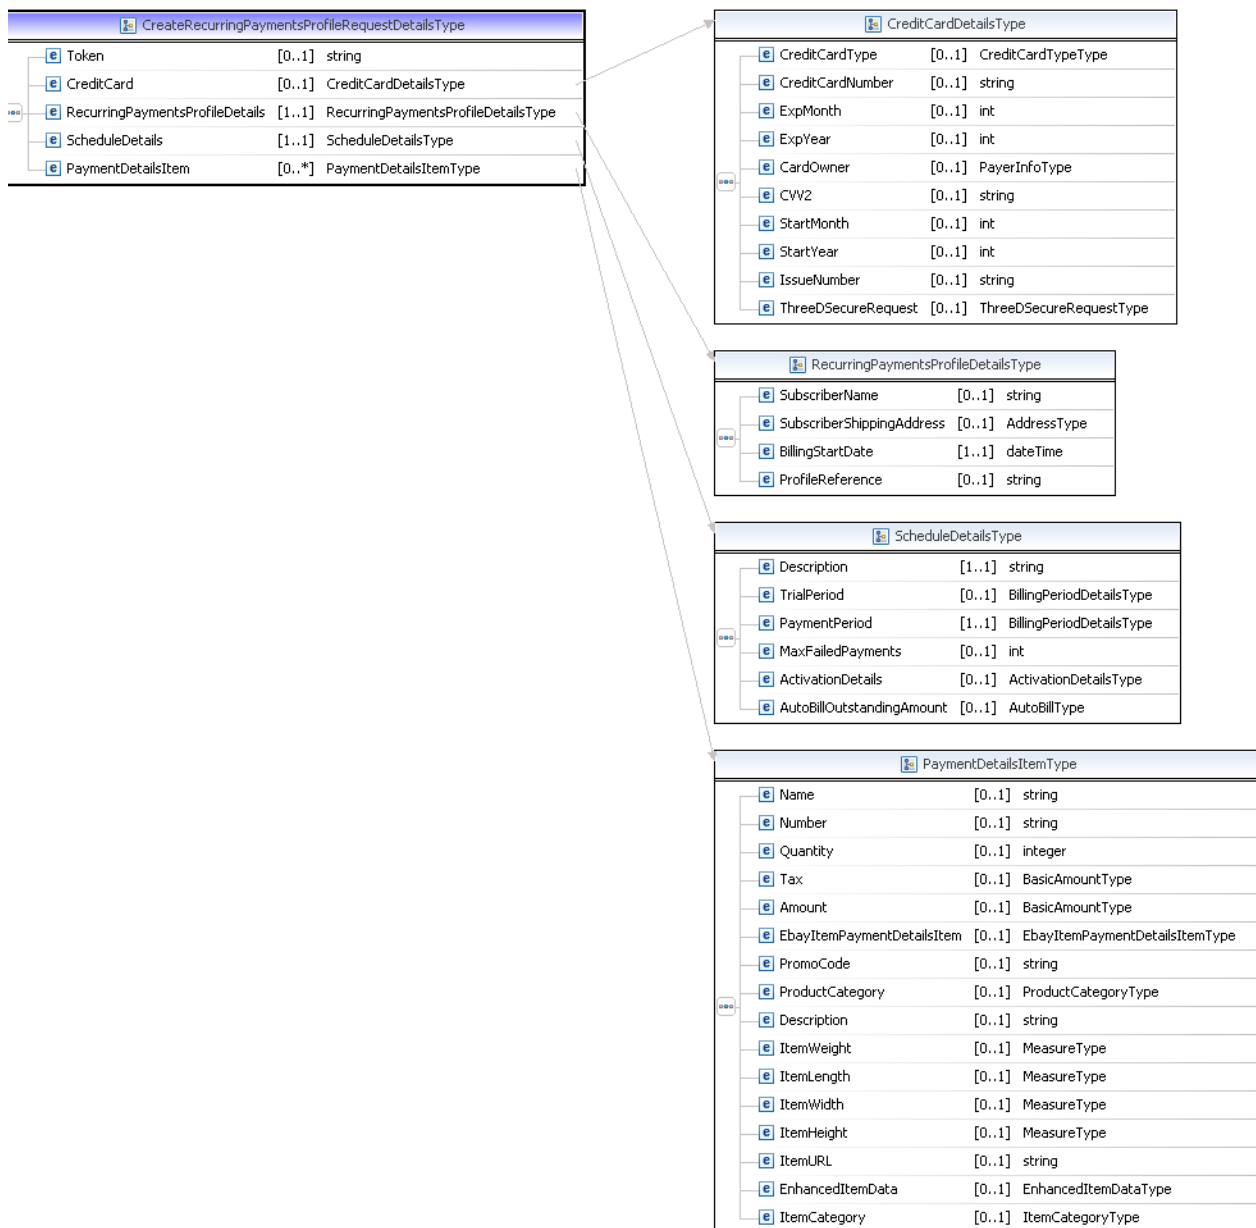 CreateRecurringPaymentsProfileRequestDetailsType
e Token [0..1] string
e CreditCard [0..1] CreditCardDetailsType
e RecurringPaymentsProfileDetails [1..1] RecurringPaymentsProfileDetailsType
e ScheduleDetails [1..1] ScheduleDetailsType
e PaymentDetailsItem [0..*] PaymentDetailsItemType
CreditCardDetailsType
e CreditCardType [0..1] CreditCardTypeType
e CreditCardNumber [0..1] string
e ExpMonth [0..1] int
e ExpYear [0..1] int
e CardOwner [0..1] PayerInfoType
e CVV2 [0..1] string
e StartMonth [0..1] int
e StartYear [0..1] int
e IssueNumber [0..1] string
e ThreeDSecureRequest [0..1] ThreeDSecureRequestType
RecurringPaymentsProfileDetailsType
e SubscriberName [0..1] string
e SubscriberShippingAddress [0..1] AddressType
e BillingStartDate [1..1] dateTime
e ProfileReference [0..1] string
ScheduleDetailsType
e Description [1..1] string
e TrialPeriod [0..1] BillingPeriodDetailsType
e PaymentPeriod [1..1] BillingPeriodDetailsType
e MaxFailedPayments [0..1] int
e ActivationDetails [0..1] ActivationDetailsType
e AutoBillOutstandingAmount [0..1] AutoBillType
PaymentDetailsItemType
e Name [0..1] string
e Number [0..1] string
e Quantity [0..1] integer
e Tax [0..1] BasicAmountType
e Amount [0..1] BasicAmountType
e EbayItemPaymentDetailsItem [0..1] EbayItemPaymentDetailsItemType
e PromoCode [0..1] string
e ProductCategory [0..1] ProductCategoryType
e Description [0..1] string
e ItemWeight [0..1] MeasureType
e ItemLength [0..1] MeasureType
e ItemWidth [0..1] MeasureType
e ItemHeight [0..1] MeasureType
e ItemURL [0..1] string
e EnhancedItemData [0..1] EnhancedItemDataType
e ItemCategory [0..1] ItemCategoryType